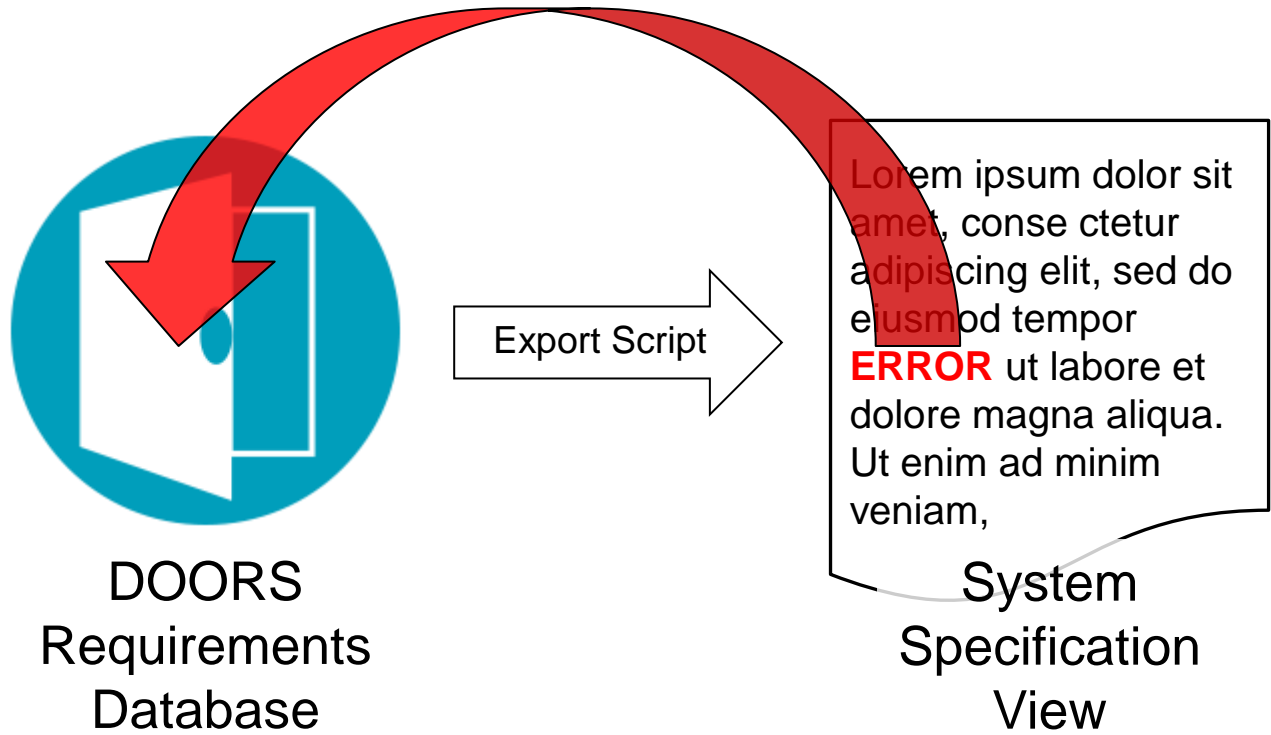 DOORS
Requirements
Database
Export Script
Lorem ipsum dolor sit
amet, conse ctetur
adipiscing elit, sed do
eiusmod tempor
ERROR ut labore et
dolore magna aliqua.
Ut enim ad minim
veniam,
System
Specification
View